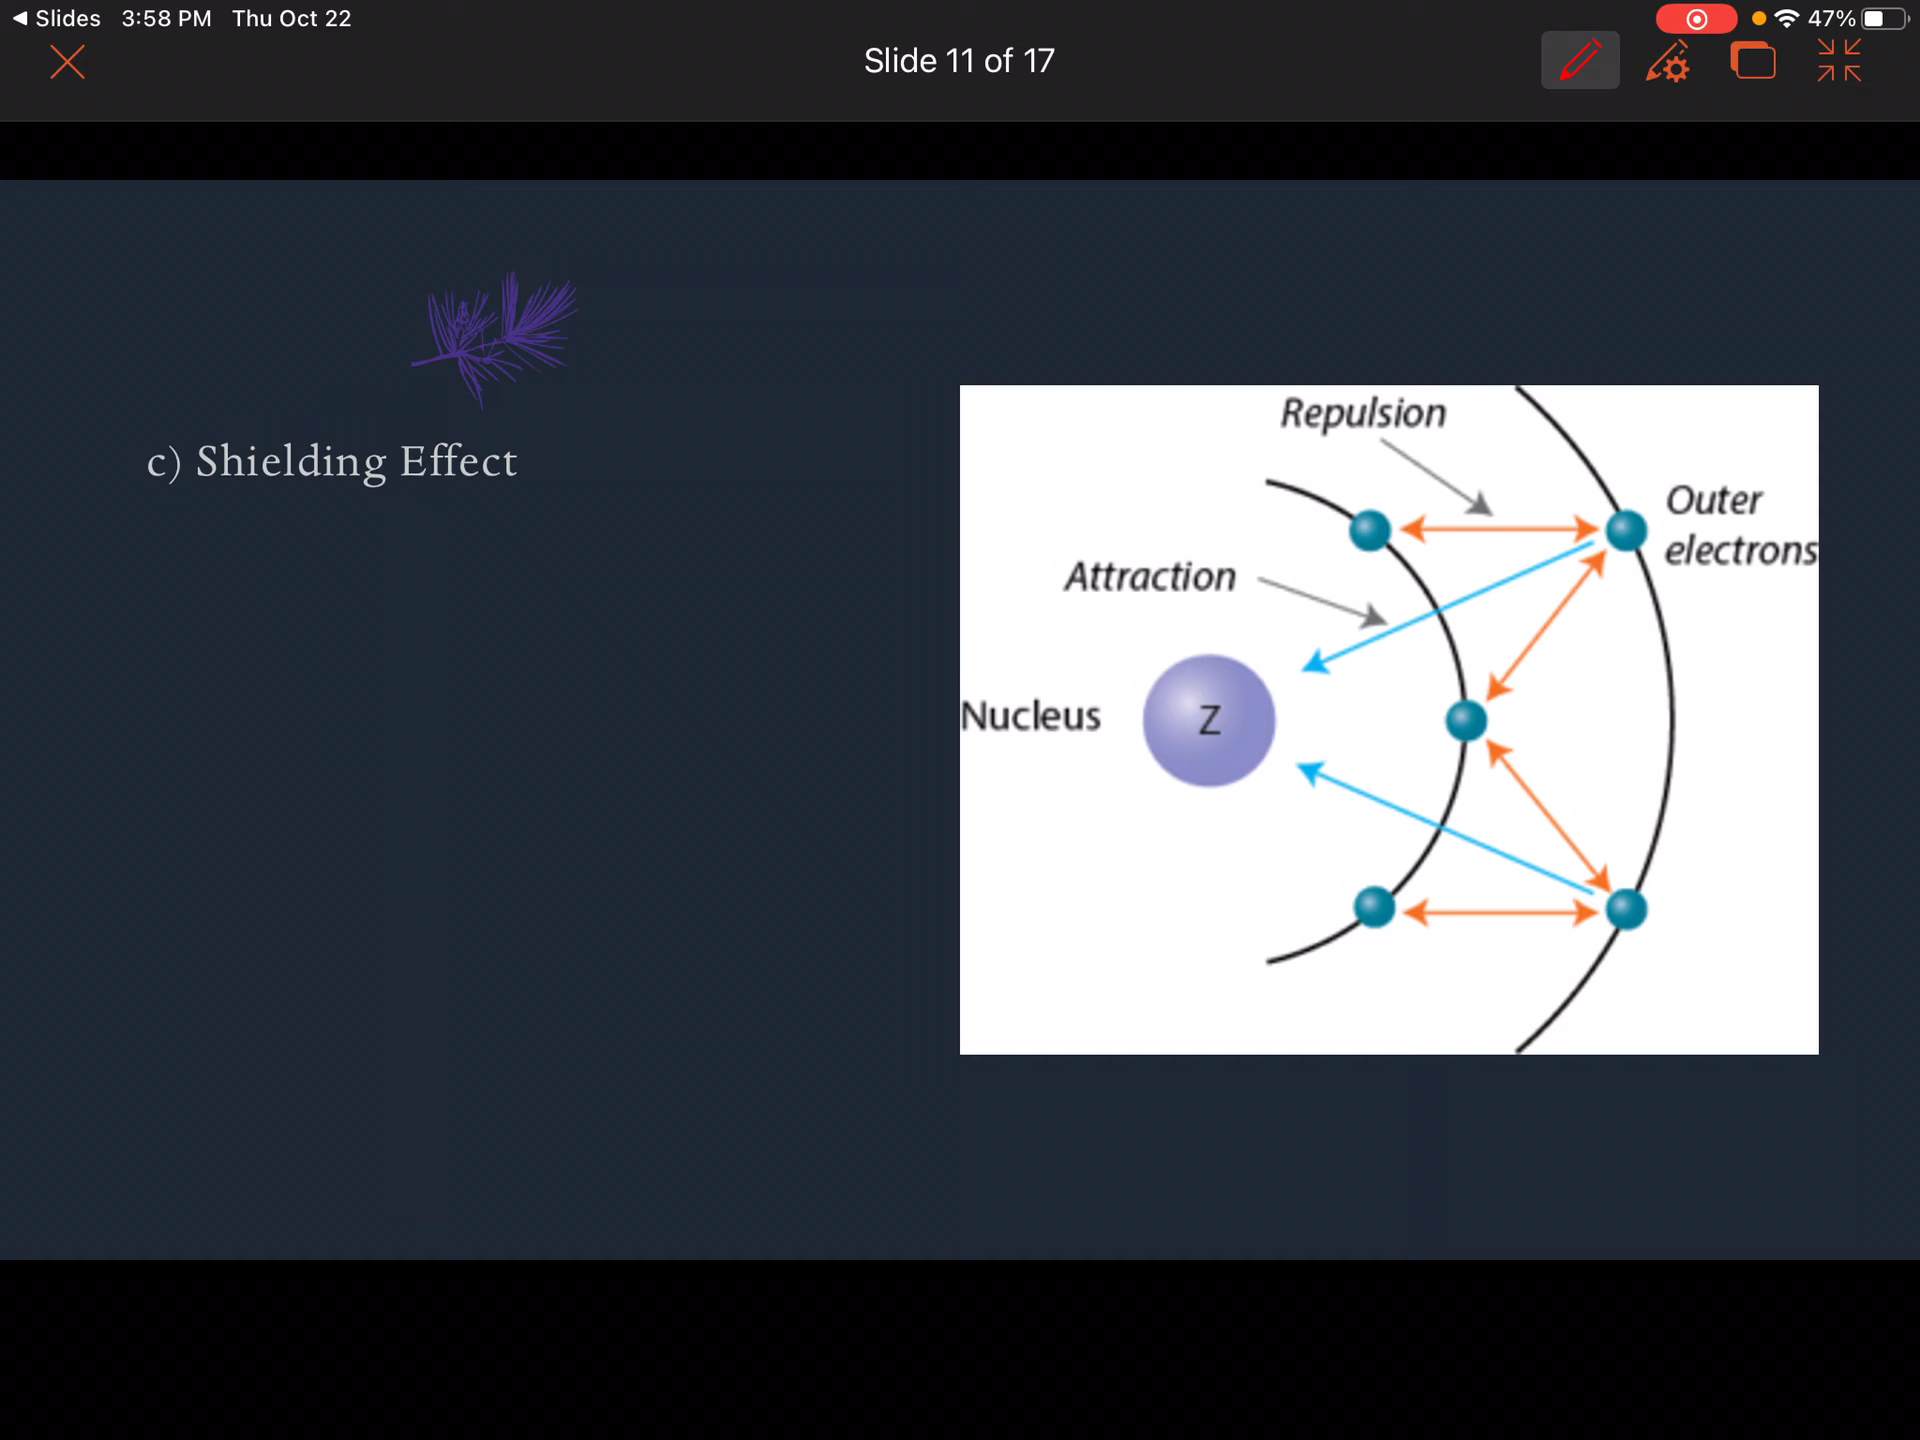 Slides 3:58 PM Thu Oct 22
47%
Slide 11 of 17
c) Shielding Effect
Repulsion
Outer
electrons
Attraction
Nucleus
Z